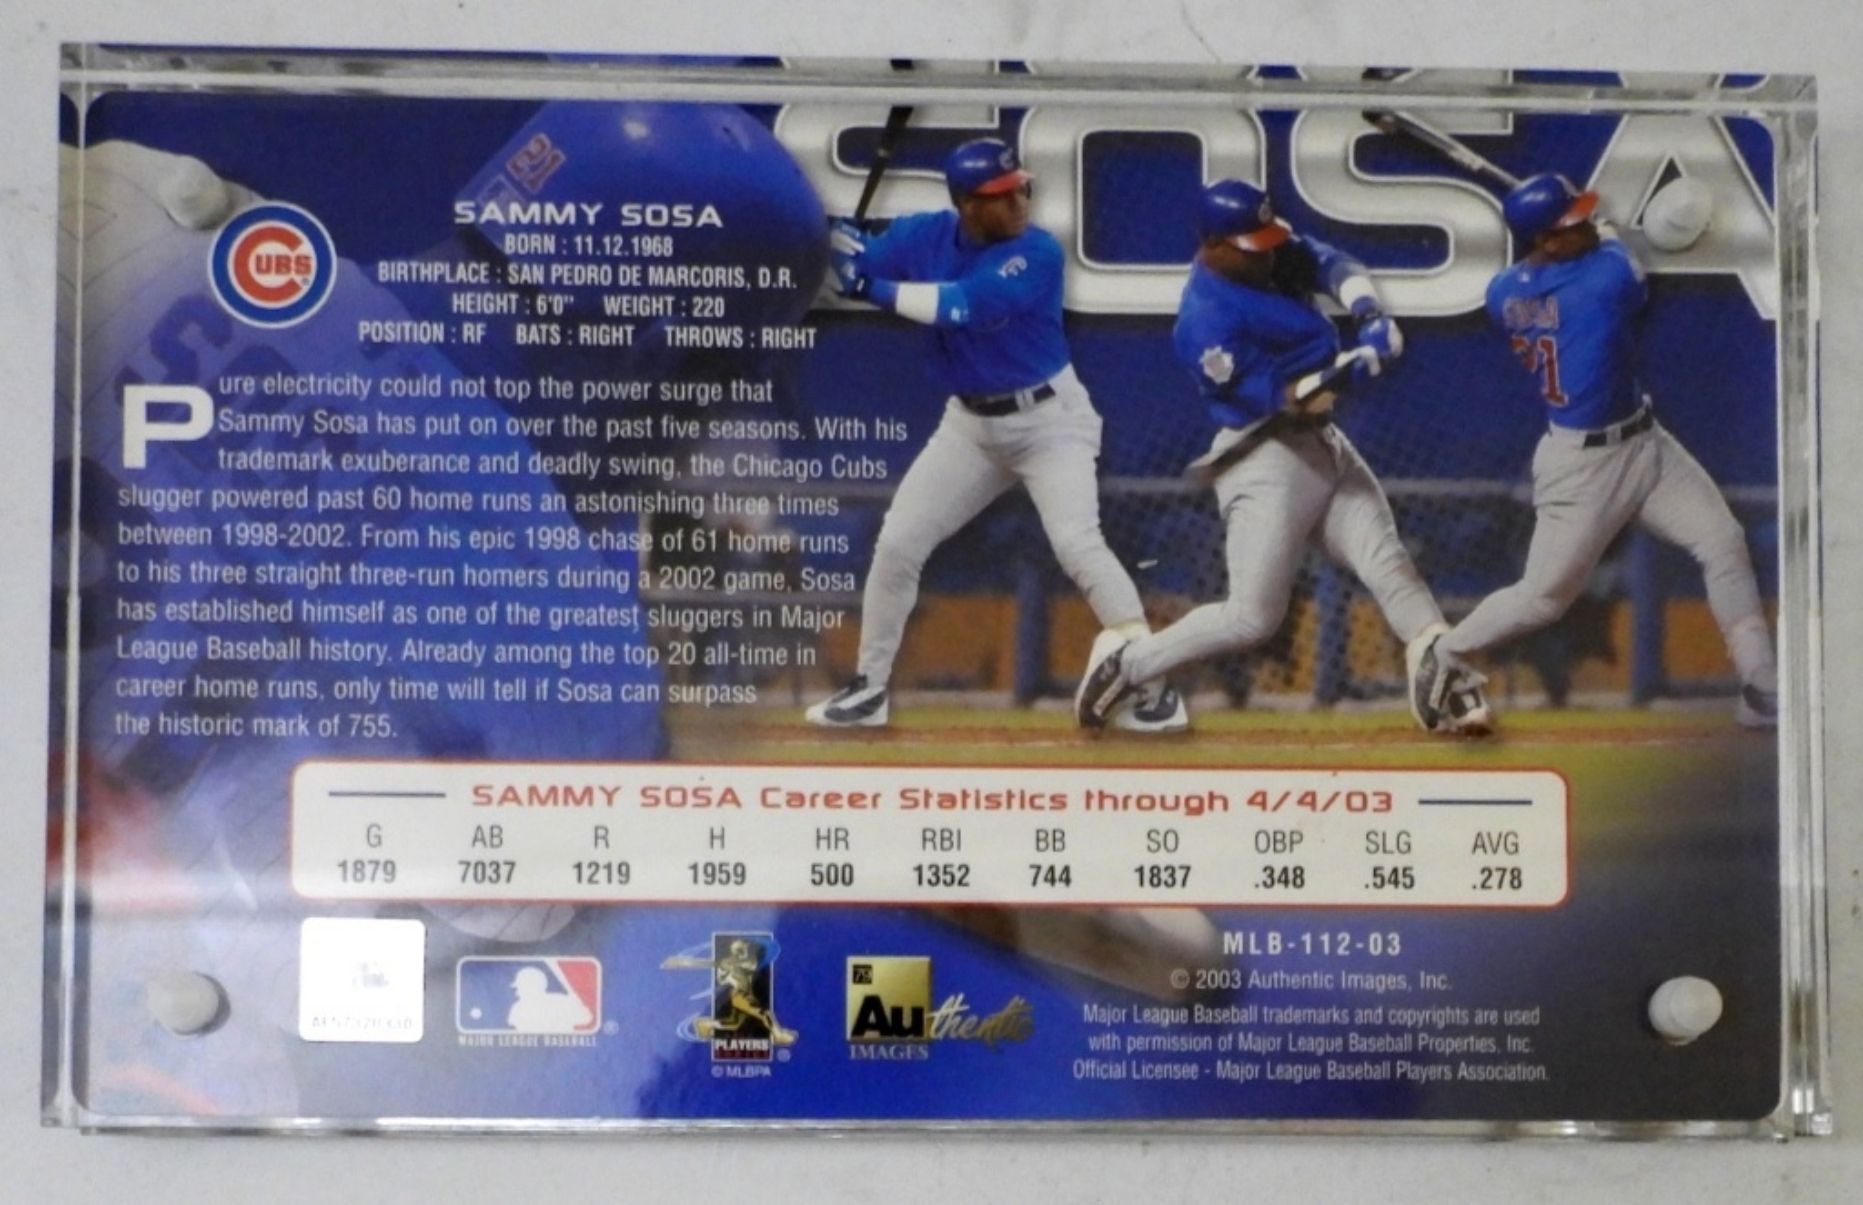 SOSA
21
SAMMY SOSA
BORN : 11.12.1968
BIRTHPLACE : SAN PEDRO DE MARCORIS, D.R.
HEIGHT : 6'0" WEIGHT : 220
POSITION : RF BATS : RIGHT THROWS : RIGHT
CUBS
Pure electricity could not top the power surge that
Sammy Sosa has put on over the past five seasons. With his
trademark exuberance and deadly swing, the Chicago Cubs
slugger powered past 60 home runs an astonishing three times
between 1998-2002. From his epic 1998 chase of 61 home runs
to his three straight three-run homers during a 2002 game, Sosa
has established himself as one of the greatest sluggers in Major
League Baseball history. Already among the top 20 all-time in
career home runs, only time will tell if Sosa can surpass
the historic mark of 755.
SAMMY SOSA Career Statistics through 4/4/03
G AB R H HR RBI BB SO OBP SLG AVG
1879 7037 1219 1959 500 1352 744 1837 .348 .545 .278
MAJOR LEAGUE BASEBALL ®
PLAYERS CHOICE ®
© MLBPA
79
Authentic
IMAGES
MLB-112-03
© 2003 Authentic Images, Inc.
Major League Baseball trademarks and copyrights are used
with permission of Major League Baseball Properties, Inc.
Official Licensee - Major League Baseball Players Association.